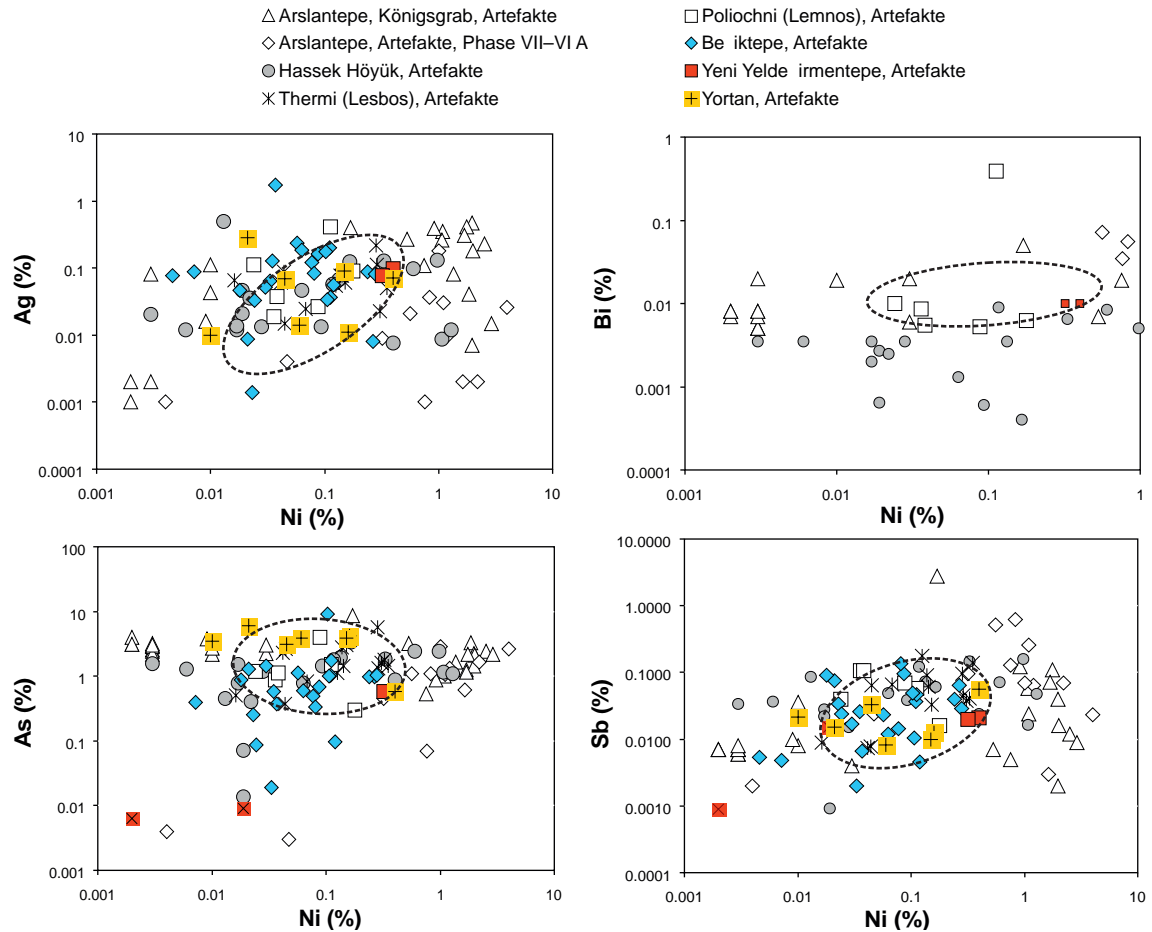 Arslantepe, Königsgrab, Artefakte
Arslantepe, Artefakte, Phase VII–VI A
Hassek Höyük, Artefakte
Thermi (Lesbos), Artefakte
Poliochni (Lemnos), Artefakte
Be iktepe, Artefakte
Yeni Yelde irmentepe, Artefakte
Yortan, Artefakte
Ag (%)
10
1
0.1
0.01
0.001
0.0001
0.001
0.01
0.1
1
10
Ni (%)
Bi (%)
1
0.1
0.01
0.001
0.0001
0.001
0.01
0.1
1
Ni (%)
As (%)
100
10
1
0.1
0.01
0.001
0.001
0.01
0.1
1
10
Ni (%)
Sb (%)
10.0000
1.0000
0.1000
0.0100
0.0010
0.0001
0.001
0.01
0.1
1
10
Ni (%)